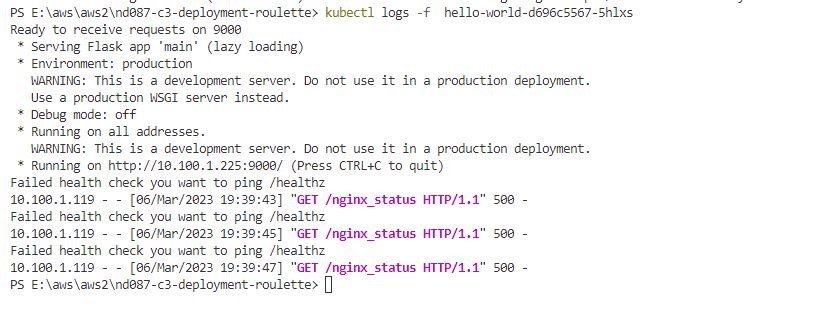 PS E:\aws\aws2\nd087-c3-deployment-roulette> kubectl logs -f  hello-world-d696c5567-5hlxs
Ready to receive requests on 9000
 * Serving Flask app 'main' (lazy loading)
 * Environment: production
   WARNING: This is a development server. Do not use it in a production deployment.
   Use a production WSGI server instead.
 * Debug mode: off
 * Running on all addresses.
   WARNING: This is a development server. Do not use it in a production deployment.
 * Running on http://10.100.1.225:9000/ (Press CTRL+C to quit)
Failed health check you want to ping /healthz
10.100.1.119 - - [06/Mar/2023 19:39:43] "GET /nginx_status HTTP/1.1" 500 -
Failed health check you want to ping /healthz
10.100.1.119 - - [06/Mar/2023 19:39:45] "GET /nginx_status HTTP/1.1" 500 -
Failed health check you want to ping /healthz
10.100.1.119 - - [06/Mar/2023 19:39:47] "GET /nginx_status HTTP/1.1" 500 -
PS E:\aws\aws2\nd087-c3-deployment-roulette>